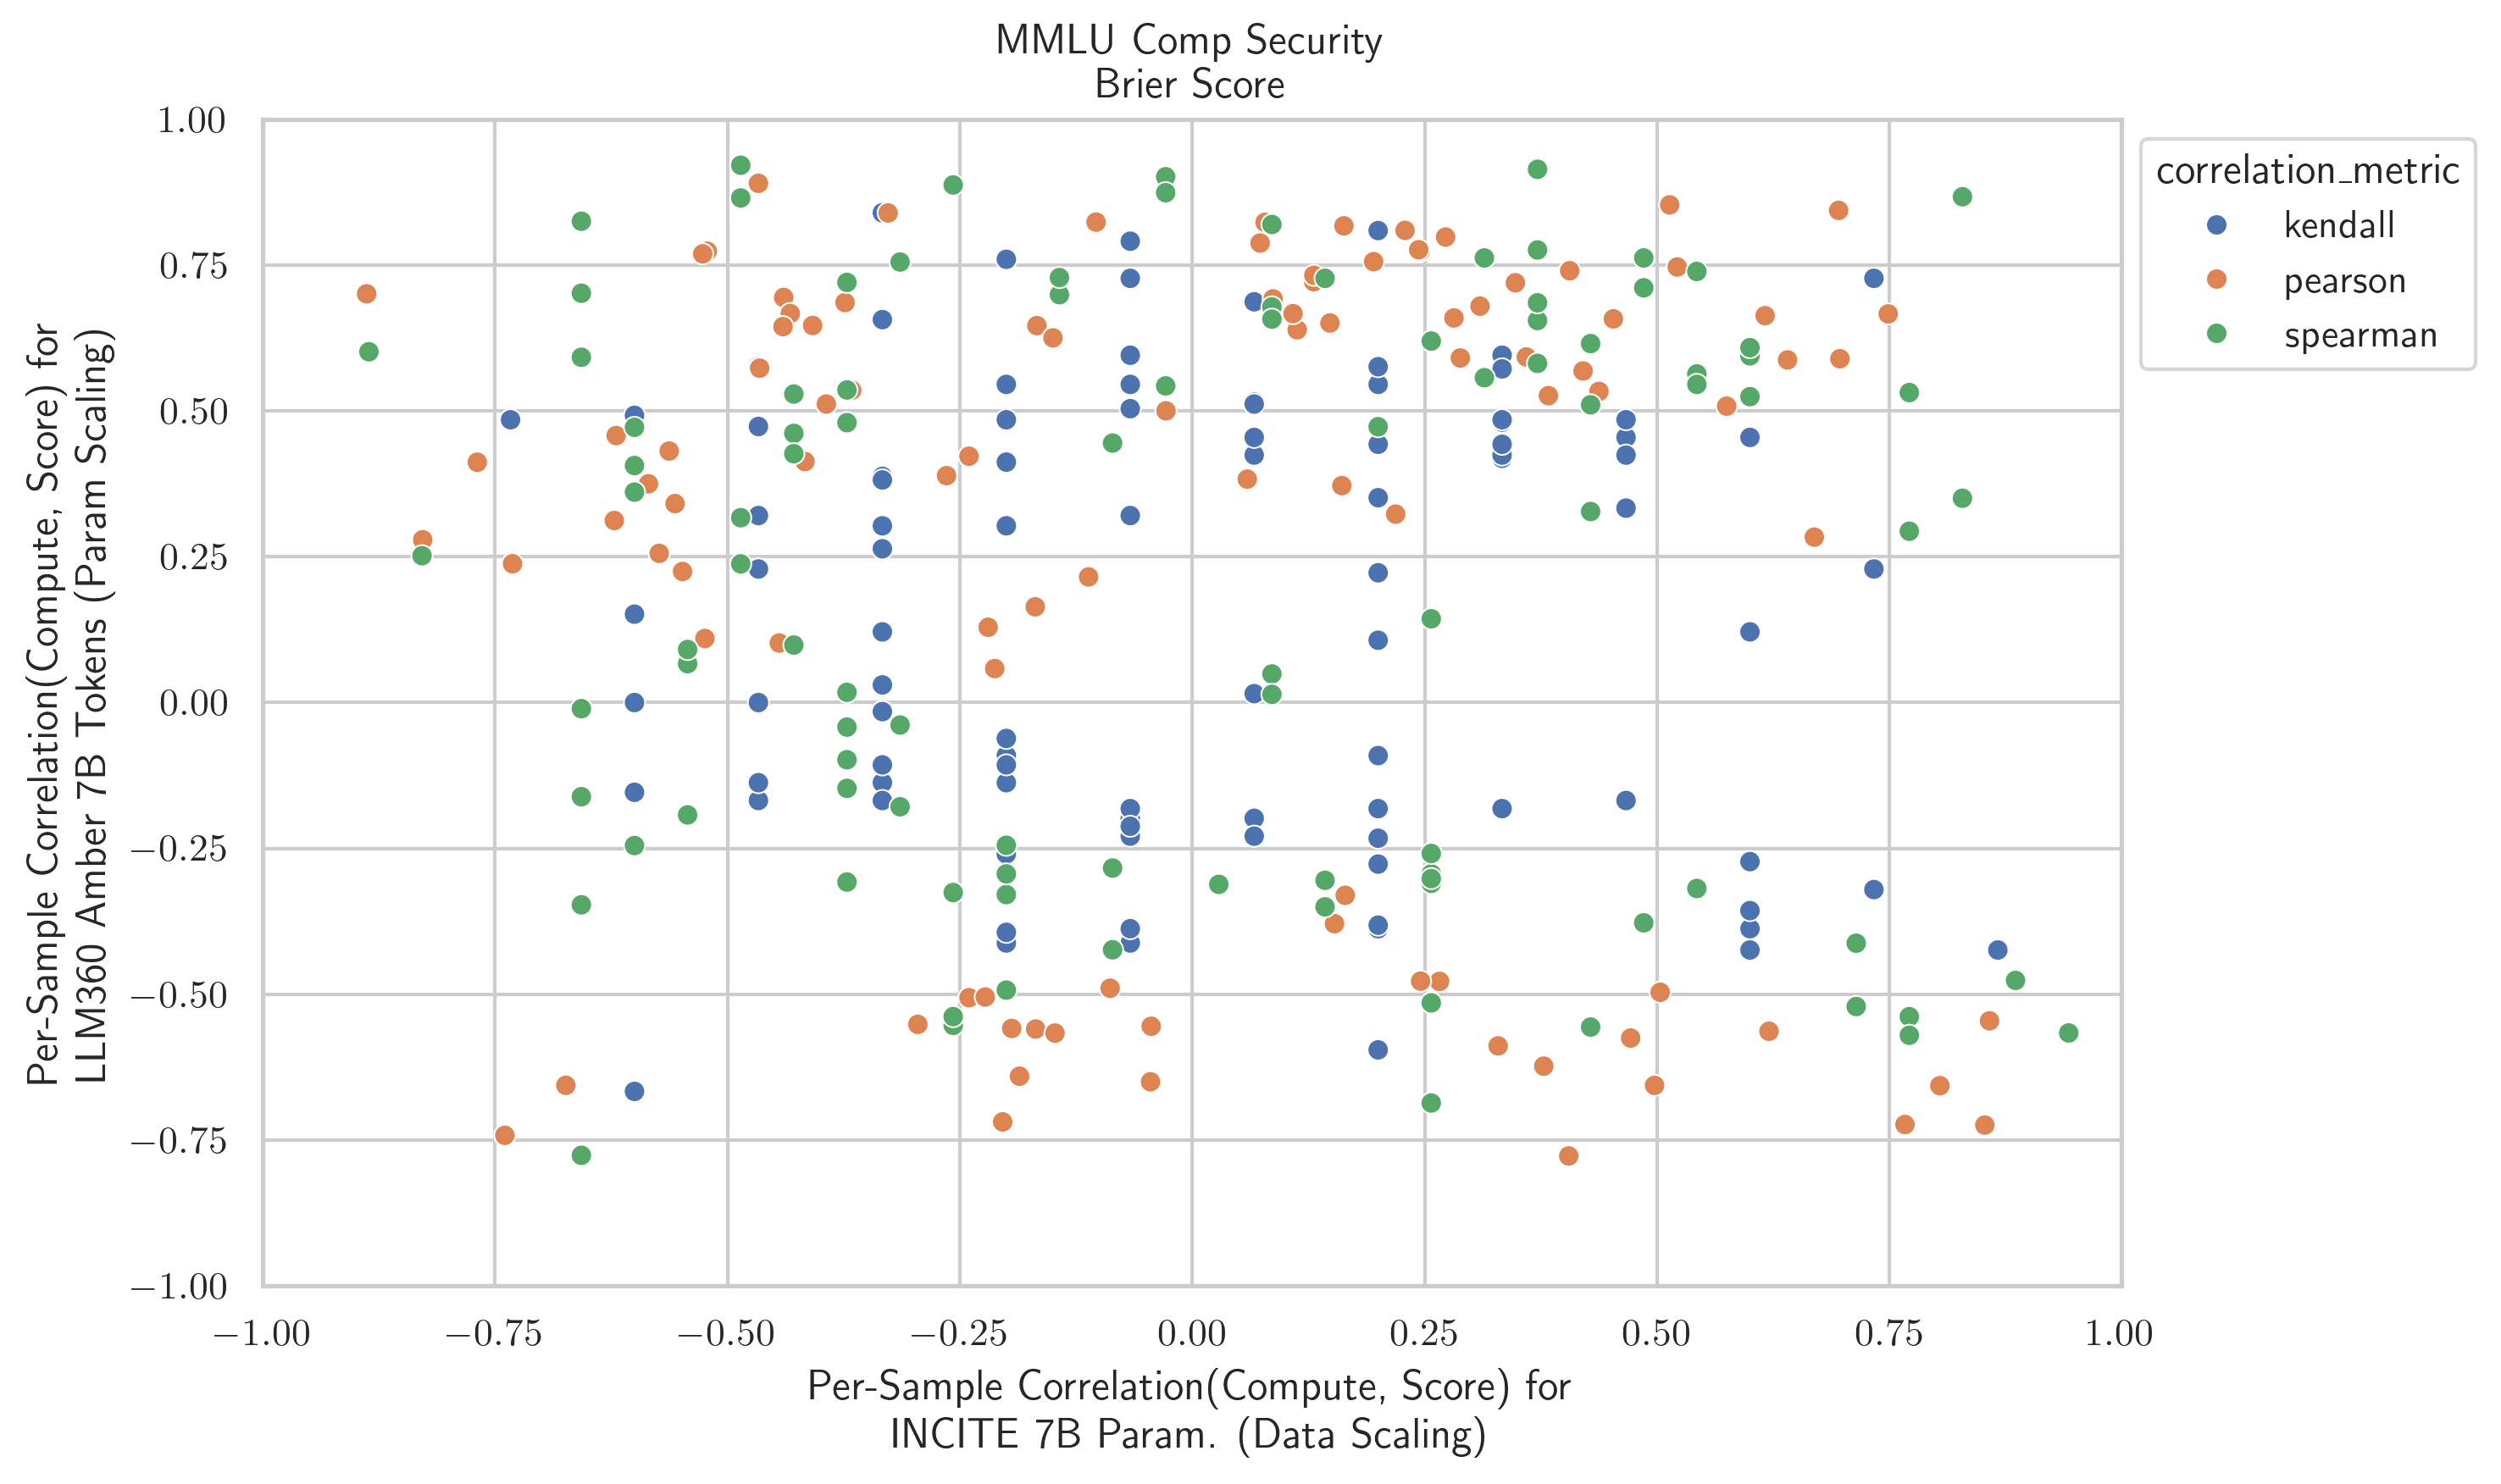 MMLU Comp Security
Brier Score
Per-Sample Correlation(Compute, Score) for
LLM360 Amber 7B Tokens (Param Scaling)
1.00
0.75
0.50
0.25
0.00
−0.25
−0.50
−0.75
−1.00
−1.00 −0.75 −0.50 −0.25 0.00 0.25 0.50 0.75 1.00
Per-Sample Correlation(Compute, Score) for
INCITE 7B Param. (Data Scaling)
correlation_metric
kendall
pearson
spearman